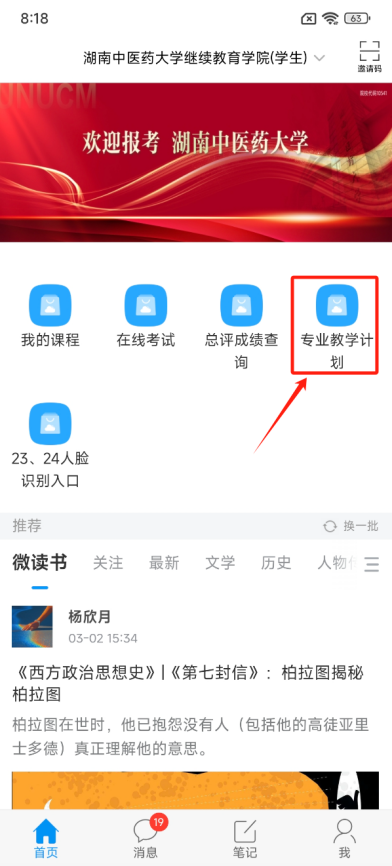 8:18
63
湖南中医药大学继续教育学院(学生)
邀请码
UNUCM
欢迎报考 湖南中医药大学
我的课程
在线考试
总评成绩查
询
专业教学计
划
23、24人脸
识别入口
推荐
换一批
微读书
关注
最新
文学
历史
人物
杨欣月
03-02 15:34
《西方政治思想史》|《第七封信》：柏拉图揭秘
柏拉图
柏拉图在世时，他已抱怨没有人（包括他的高徒亚里
士多德）真正理解他的意思。
19
首页
消息
笔记
我